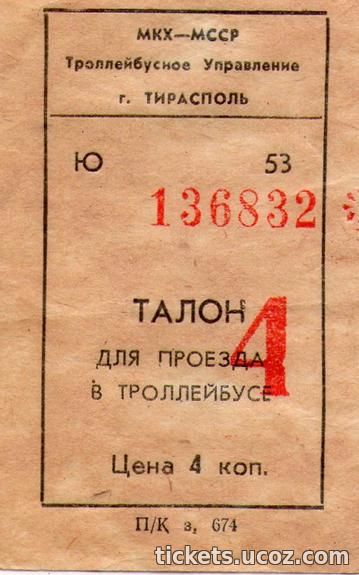 МКХ—МССР
Троллейбусное Управление
г. ТИРАСПОЛЬ
Ю 53
136832
ТАЛОН
4
ДЛЯ ПРОЕЗДА
В ТРОЛЛЕЙБУСЕ
Цена 4 коп.
П/К з, 674
tickets.ucoz.com